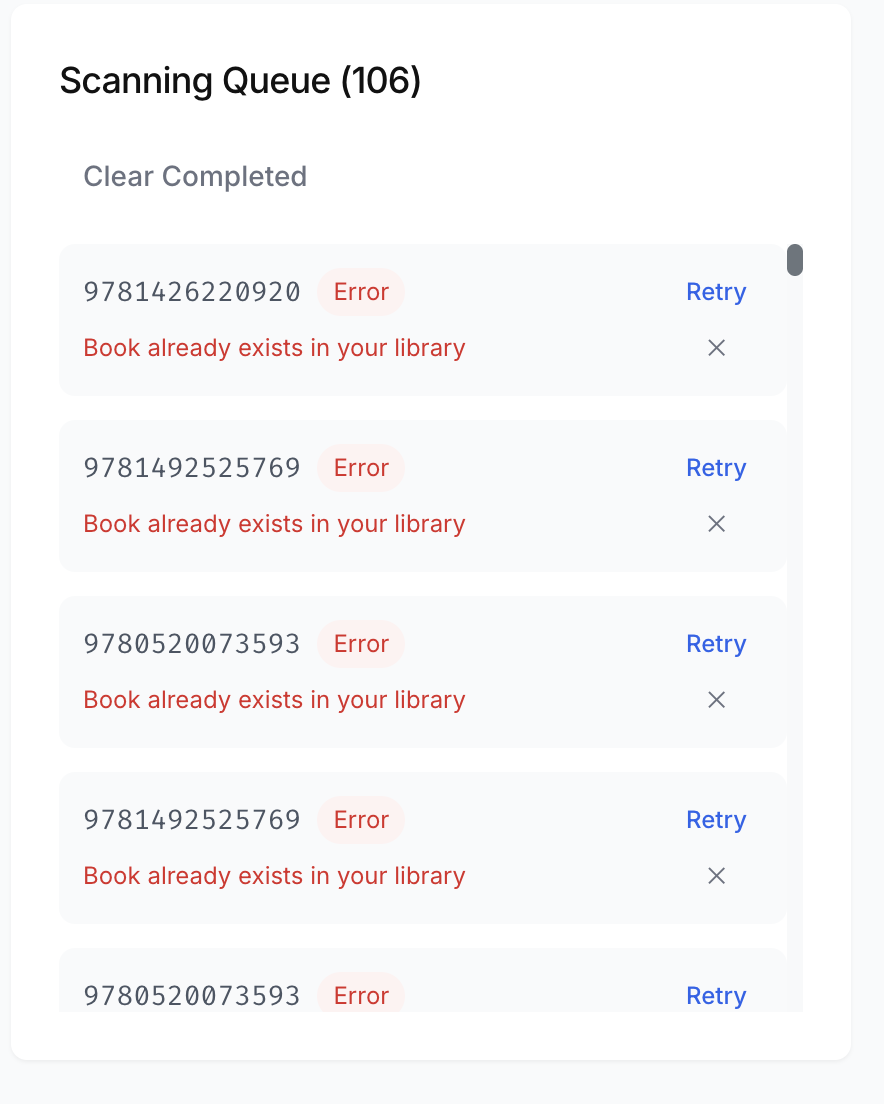 Scanning Queue (106)
Clear Completed
9781426220920 Error Retry
Book already exists in your library ×
9781492525769 Error Retry
Book already exists in your library ×
9780520073593 Error Retry
Book already exists in your library ×
9781492525769 Error Retry
Book already exists in your library ×
9780520073593 Error Retry